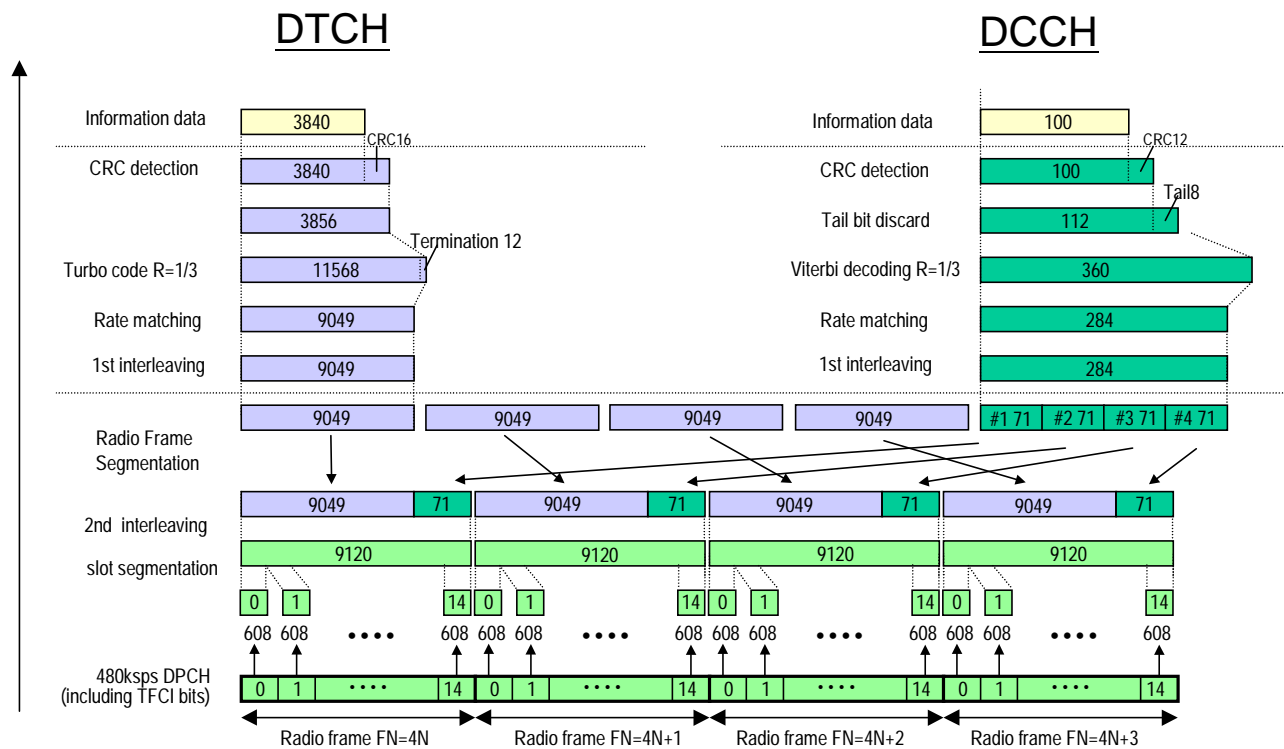 DTCH DCCH
Information data 3840 Information data 100
CRC16 CRC12
CRC detection 3840 CRC detection 100
Tail8
3856 Tail bit discard 112
Termination 12
Turbo code R=1/3 11568 Viterbi decoding R=1/3 360
Rate matching 9049 Rate matching 284
1st interleaving 9049 1st interleaving 284
9049 9049 9049 9049 #1 71 #2 71 #3 71 #4 71
Radio Frame
Segmentation
9049 71 9049 71 9049 71 9049 71
2nd interleaving
9120 9120 9120 9120
slot segmentation
0 1 14 0 1 14 0 1 14 0 1 14
608 608 •••• 608 608 608 •••• 608 608 608 •••• 608 608 608 •••• 608
480ksps DPCH
(including TFCI bits)
0 1 •••• 14 0 1 •••• 14 0 1 •••• 14 0 1 •••• 14
Radio frame FN=4N Radio frame FN=4N+1 Radio frame FN=4N+2 Radio frame FN=4N+3